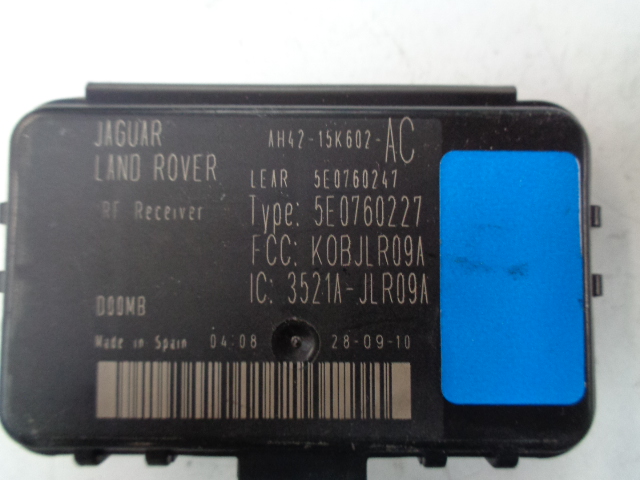 JAGUAR
LAND ROVER
AH42-15K602-AC
LEAR 5E0760247
RF Receiver
Type: 5E0760227
FCC: KOBJLR09A
IC: 3521A-JLR09A
D00MB
Made in Spain 04:08 28-09-10